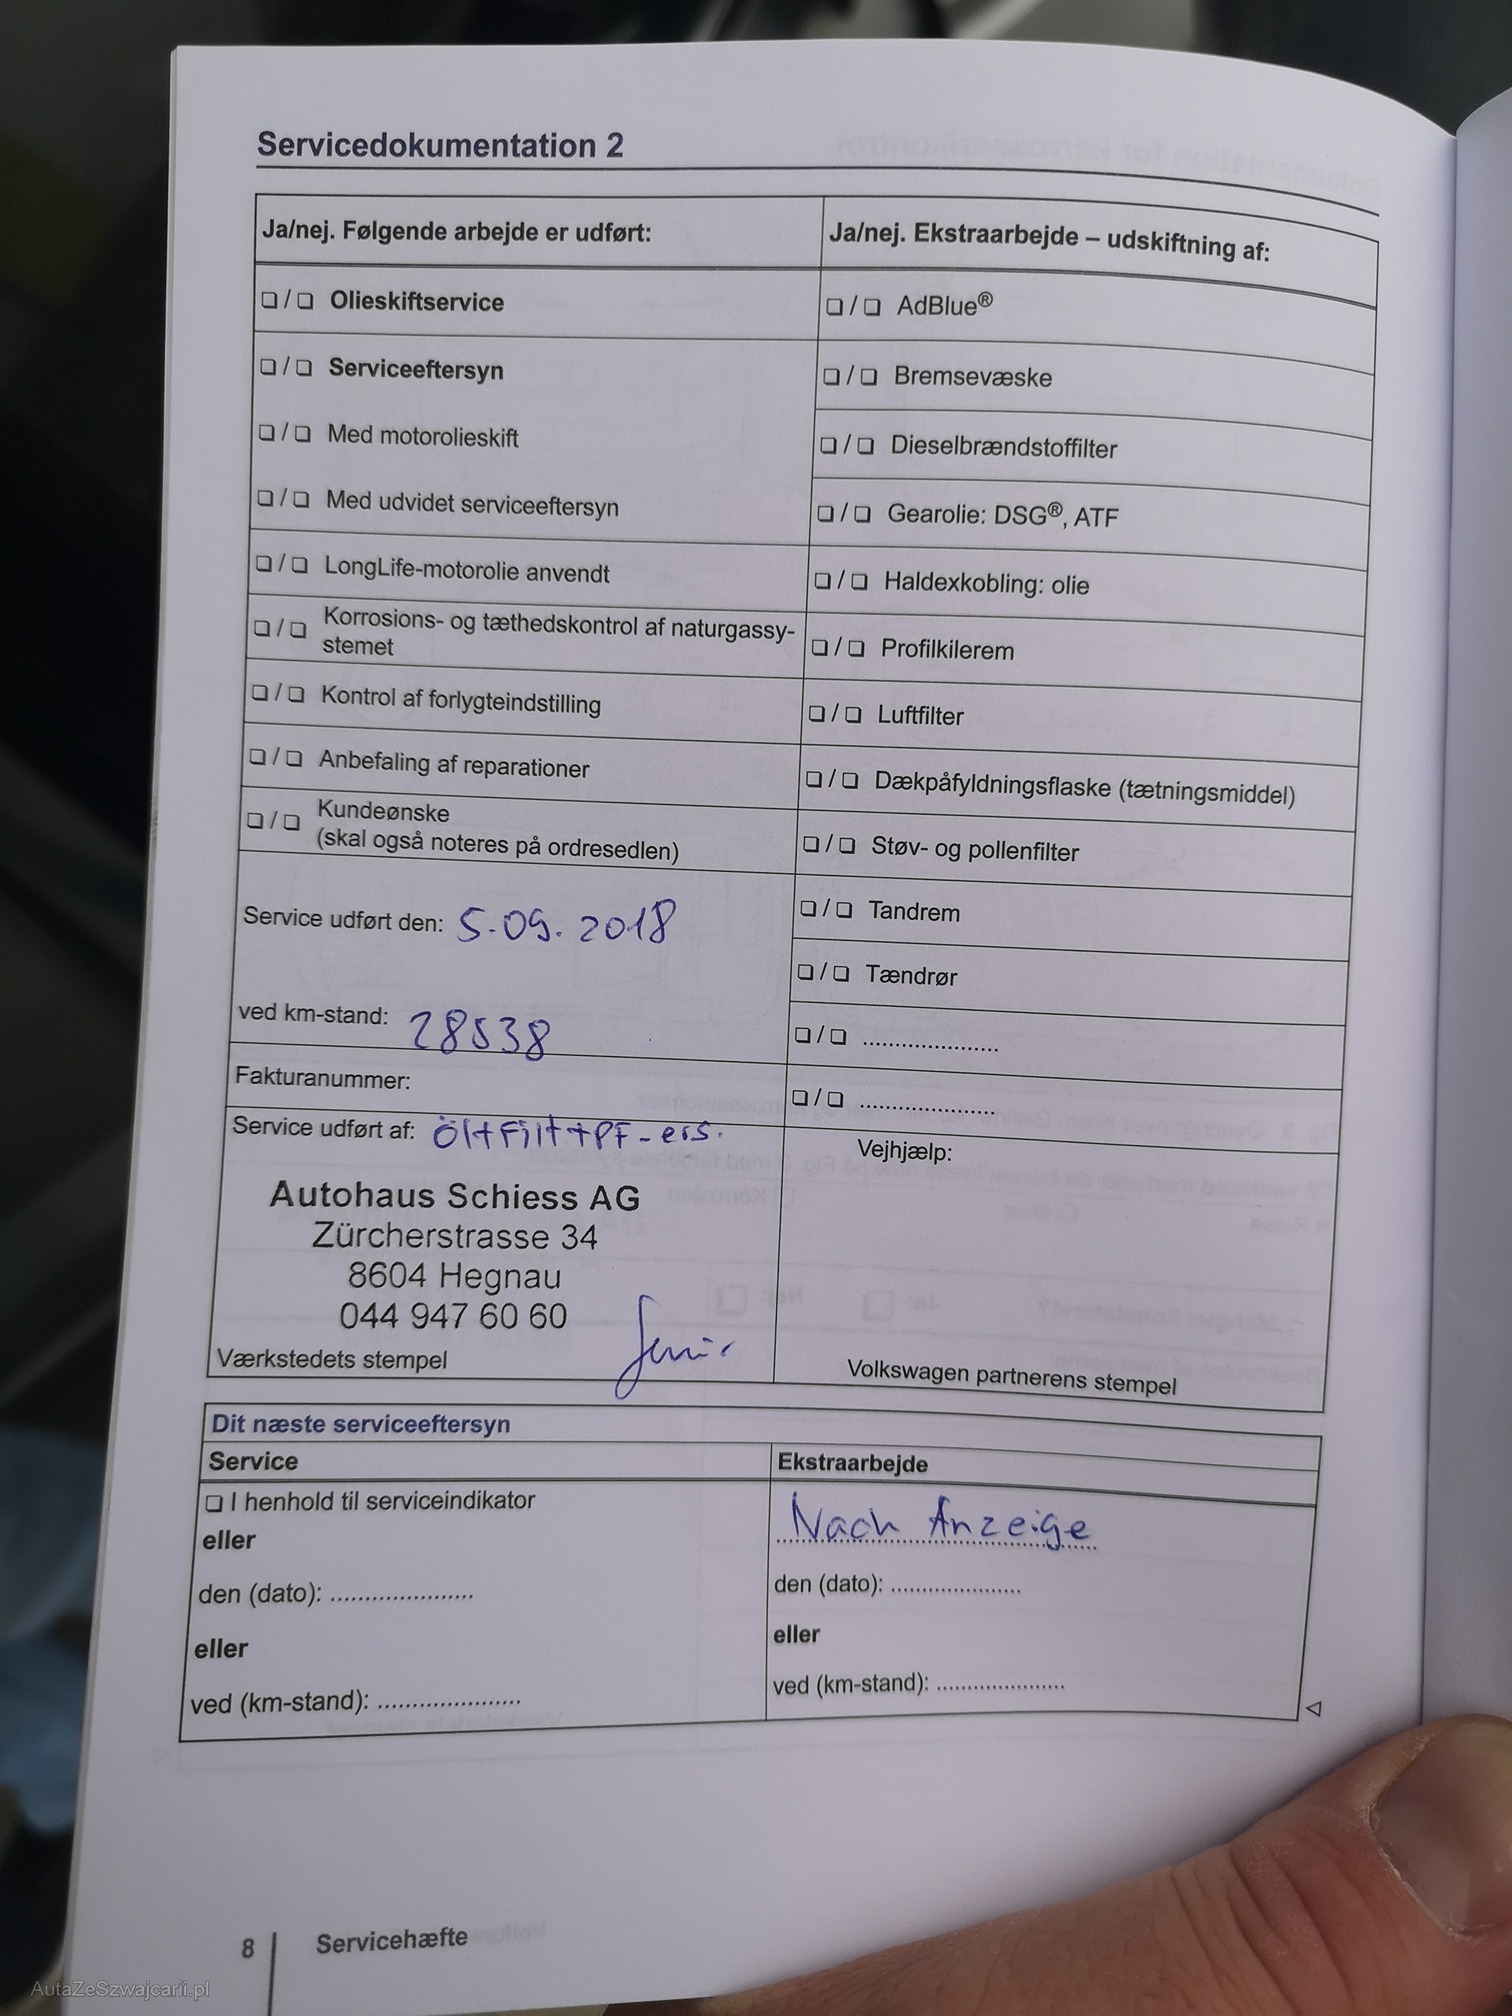 Servicedokumentation 2
Ja/nej. Følgende arbejde er udført:
❏ / ❏ Olieskiftservice
❏ / ❏ Serviceeftersyn
❏ / ❏ Med motorolieskift
❏ / ❏ Med udvidet serviceeftersyn
❏ / ❏ LongLife-motorolie anvendt
❏ / ❏ Korrosions- og tæthedskontrol af naturgassy-
stemet
❏ / ❏ Kontrol af forlygteindstilling
❏ / ❏ Anbefaling af reparationer
❏ / ❏ Kundeønske
(skal også noteres på ordresedlen)
Service udført den: 5.09.2018
ved km-stand: 28538
Fakturanummer:
Service udført af: Öl+Filt+PF-ers.
Autohaus Schiess AG
Zürcherstrasse 34
8604 Hegnau
044 947 60 60
Værkstedets stempel
Ja/nej. Ekstraarbejde – udskiftning af:
❏ / ❏ AdBlue®
❏ / ❏ Bremsevæske
❏ / ❏ Dieselbrændstoffilter
❏ / ❏ Gearolie: DSG®, ATF
❏ / ❏ Haldexkobling: olie
❏ / ❏ Profilkilerem
❏ / ❏ Luftfilter
❏ / ❏ Dækpåfyldningsflaske (tætningsmiddel)
❏ / ❏ Støv- og pollenfilter
❏ / ❏ Tandrem
❏ / ❏ Tændrør
❏ / ❏ ....................
❏ / ❏ ....................
Vejhjælp:
Volkswagen partnerens stempel
Dit næste serviceeftersyn
Service
❏ I henhold til serviceindikator
eller
den (dato): .....................
eller
ved (km-stand): .....................
Ekstraarbejde
Nach Anzeige
den (dato): ...................
eller
ved (km-stand): ...................
8
Servicehæfte
AutaZeSzwajcarii.pl